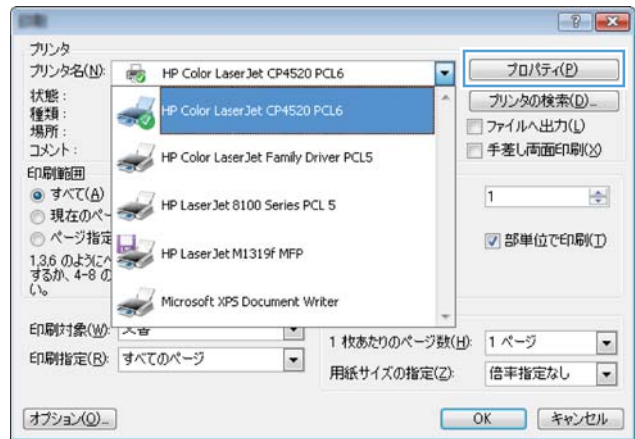 プリンタ
プリンタ名(N): HP Color LaserJet CP4520 PCL6 プロパティ(P)
状態: HP Color LaserJet CP4520 PCL6 プリンタの検索(D)...
種類:
場所: ファイルへ出力(L)
コメント: HP Color LaserJet Family Driver PCL5 手差し両面印刷(X)
印刷範囲
すべて(A) HP LaserJet 8100 Series PCL 5 1
現在のペー
ページ指定 HP LaserJet M1319f MFP 部単位で印刷(T)
1,3,6 のように
するか、4-8 の
い。 Microsoft XPS Document Writer
印刷対象(W): 1 枚あたりのページ数(H): 1 ページ
印刷指定(R): すべてのページ 用紙サイズの指定(Z): 倍率指定なし
オプション(O)... OK キャンセル